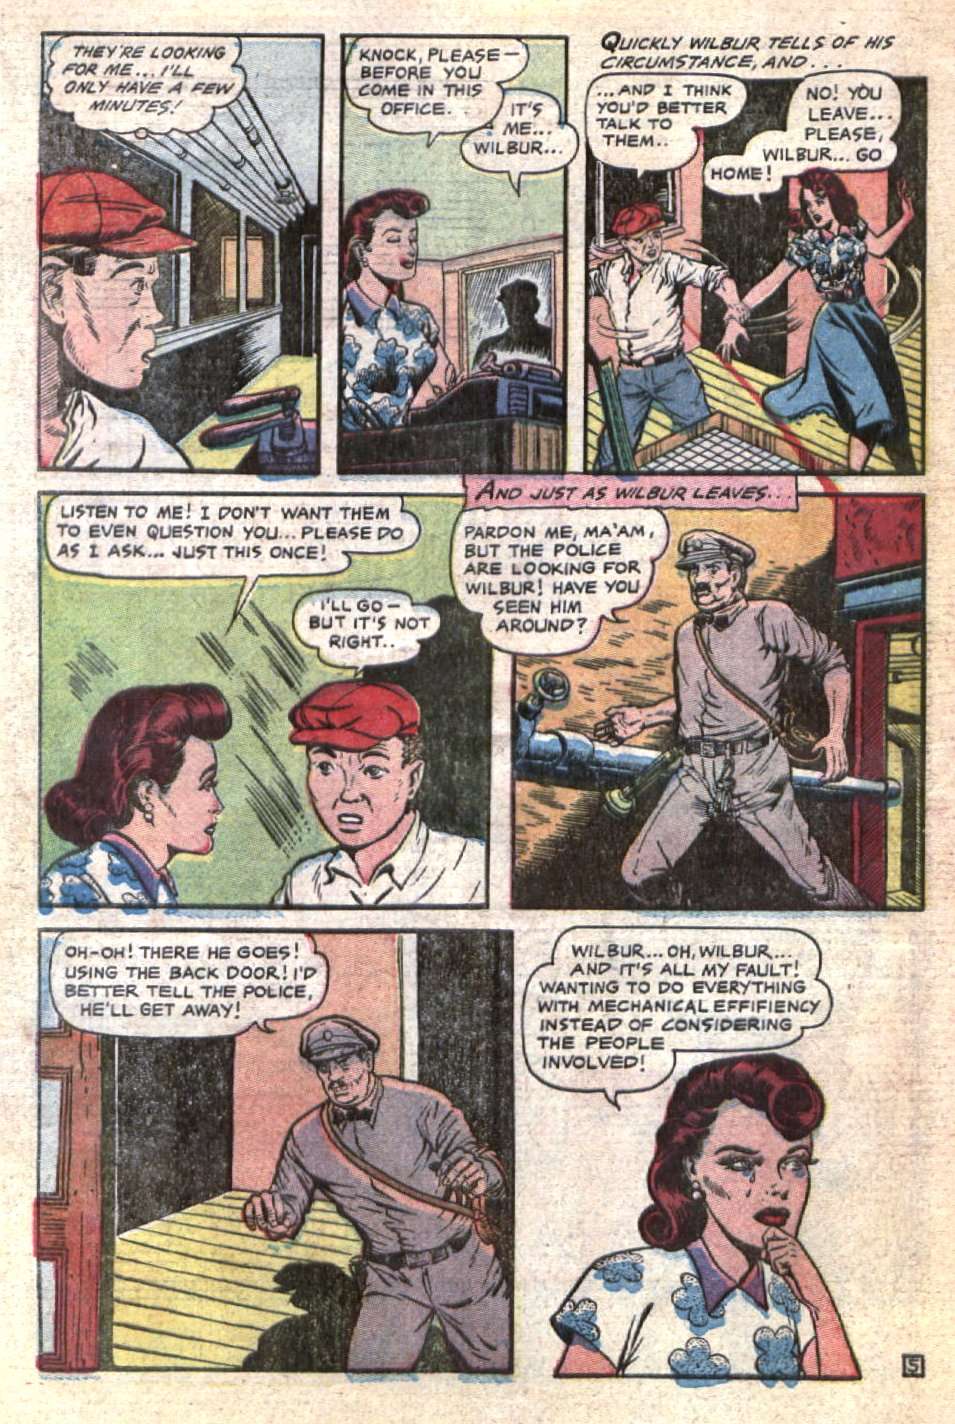 THEY'RE LOOKING
FOR ME... I'LL
ONLY HAVE A FEW
MINUTES!
KNOCK, PLEASE—
BEFORE YOU
COME IN THIS
OFFICE.
IT'S
ME...
WILBUR...
QUICKLY WILBUR TELLS OF HIS
CIRCUMSTANCE, AND...
...AND I THINK
YOU'D BETTER
TALK TO
THEM..
NO! YOU
LEAVE...
PLEASE,
WILBUR... GO
HOME!
LISTEN TO ME! I DON'T WANT THEM
TO EVEN QUESTION YOU... PLEASE DO
AS I ASK... JUST THIS ONCE!
I'LL GO—
BUT IT'S NOT
RIGHT..
AND JUST AS WILBUR LEAVES...
PARDON ME, MA'AM,
BUT THE POLICE
ARE LOOKING FOR
WILBUR! HAVE YOU
SEEN HIM
AROUND?
OH-OH! THERE HE GOES!
USING THE BACK DOOR! I'D
BETTER TELL THE POLICE,
HE'LL GET AWAY!
WILBUR... OH, WILBUR...
AND IT'S ALL MY FAULT!
WANTING TO DO EVERYTHING
WITH MECHANICAL EFFIFIENCY
INSTEAD OF CONSIDERING
THE PEOPLE
INVOLVED!
5